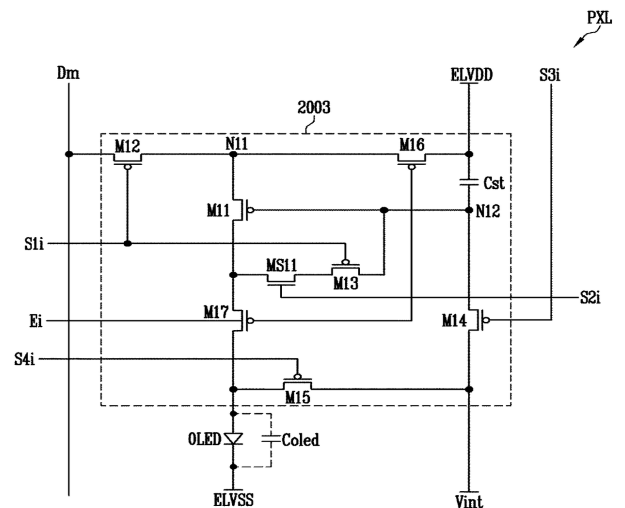 PXL
Dm
ELVDD
S3i
2003
M12
N11
M16
Cst
M11
N12
S1i
MS11
M13
S2i
Ei
M17
M14
S4i
M15
OLED
Coled
ELVSS
Vint